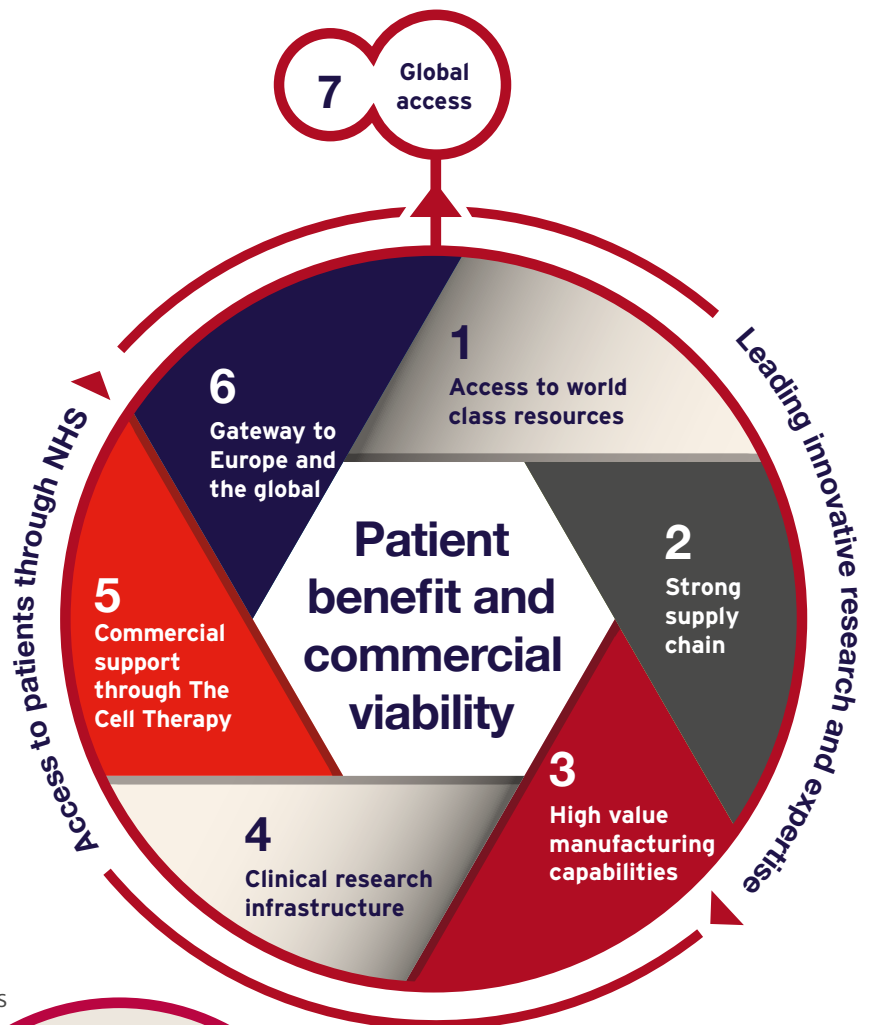 7
Global
access
1
Access to world
class resources
2
Strong
supply
chain
3
High value
manufacturing
capabilities
4
Clinical research
infrastructure
5
Commercial
support
through The
Cell Therapy
6
Gateway to
Europe and
the global
Patient
benefit and
commercial
viability
Leading innovative research and expertise
Access to patients through NHS
s